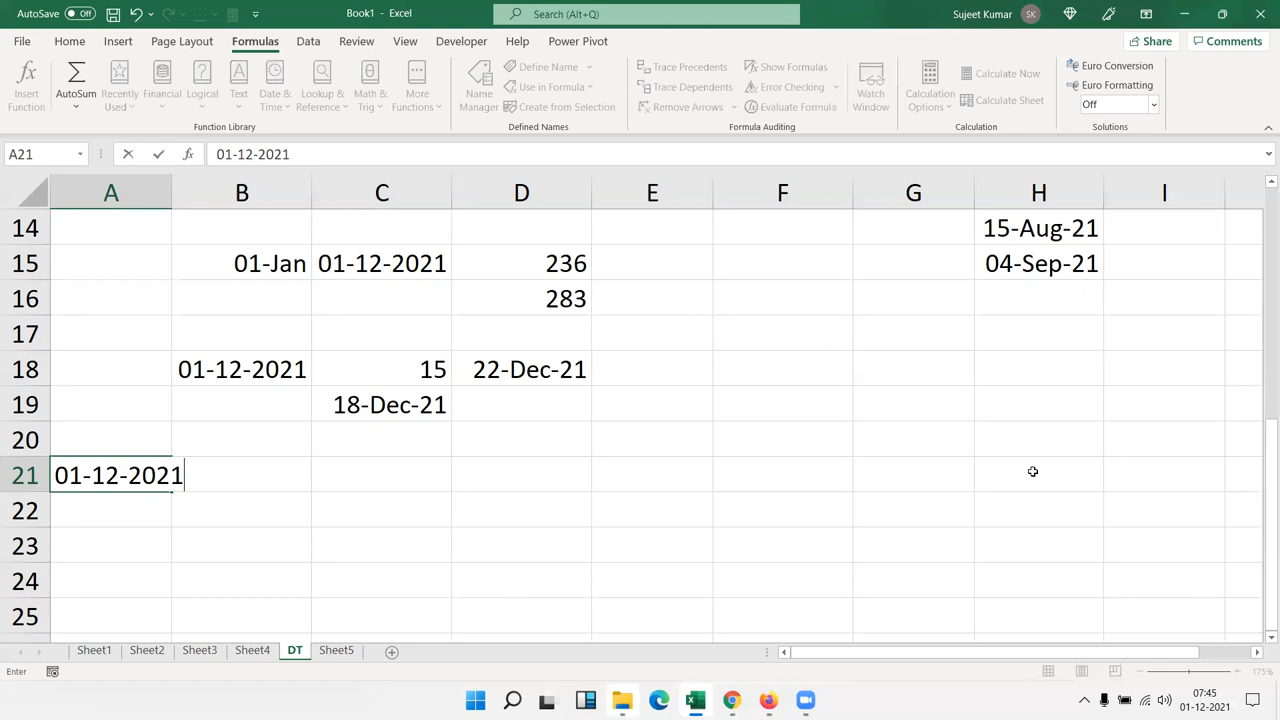 AutoSave Off Book1 - Excel Search (Alt+Q) Sujeet Kumar SK
File Home Insert Page Layout Formulas Data Review View Developer Help Power Pivot Share Comments
Insert Function
AutoSum
Recently Used
Financial
Logical
Text
Date & Time
Lookup & Reference
Math & Trig
More Functions
Function Library
Name Manager
Define Name
Use in Formula
Create from Selection
Defined Names
Trace Precedents
Trace Dependents
Remove Arrows
Show Formulas
Error Checking
Evaluate Formula
Formula Auditing
Watch Window
Calculation Options
Calculate Now
Calculate Sheet
Calculation
Euro Conversion
Euro Formatting
Off
Solutions
A21 fx 01-12-2021
A B C D E F G H I
14 15-Aug-21
15 01-Jan 01-12-2021 236 04-Sep-21
16 283
17
18 01-12-2021 15 22-Dec-21
19 18-Dec-21
20
21 01-12-2021
22
23
24
25
Sheet1 Sheet2 Sheet3 Sheet4 DT Sheet5
Enter 175%
07:45
01-12-2021